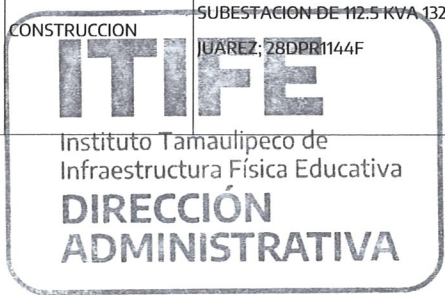 SUBESTACION DE 112.5 KVA 132
CONSTRUCCION
JUAREZ; 28DPR1144F
ITIFE
Instituto Tamaulipeco de
Infraestructura Física Educativa
DIRECCIÓN
ADMINISTRATIVA